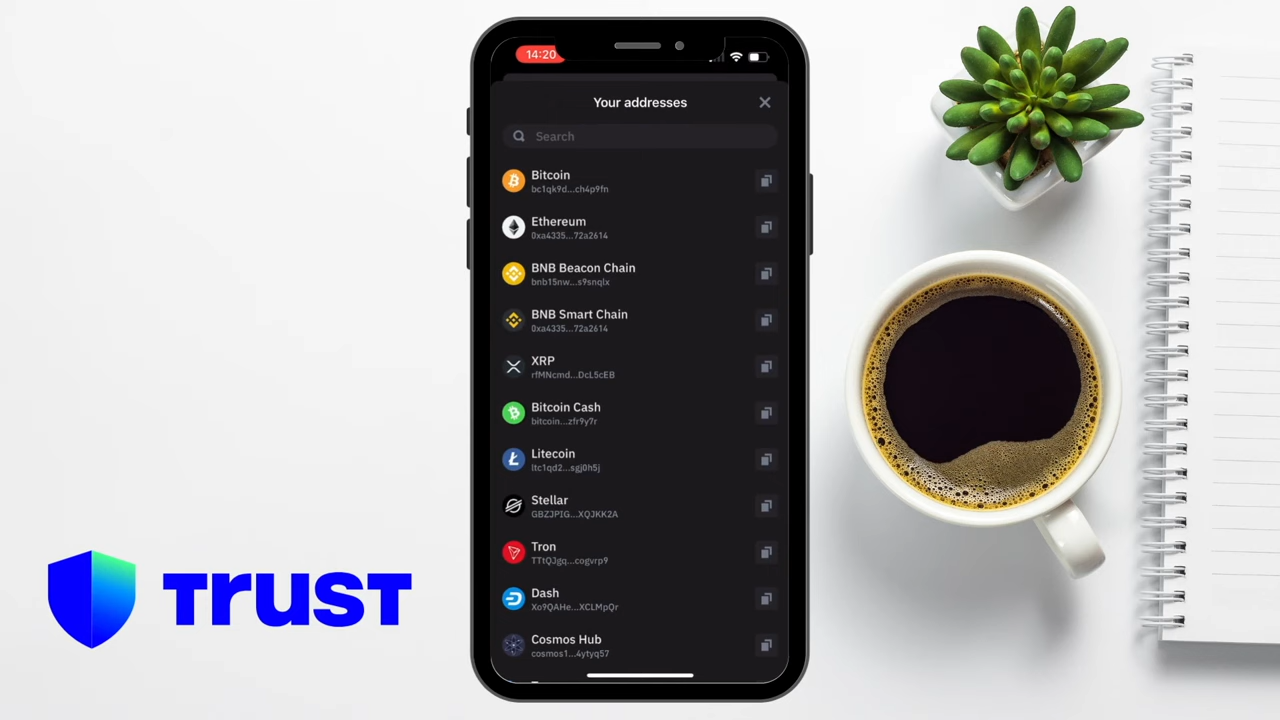 14:20
Your addresses
Search
Bitcoin
bc1qk9d...ch4p9fn
Ethereum
0xa4335...72a2614
BNB Beacon Chain
bnb15nw...s9snqlx
BNB Smart Chain
0xa4335...72a2614
XRP
rfMNcmd...DcL5cEB
Bitcoin Cash
bitcoin...zfr9y7r
Litecoin
ltc1qd2...sgj0h5j
Stellar
GBZJPIG...XQJKK2A
Tron
TTtQJgq...cogvrp9
Dash
Xo9QAHe...XCLMpQr
Cosmos Hub
cosmos1...4ytyq57
TRUST